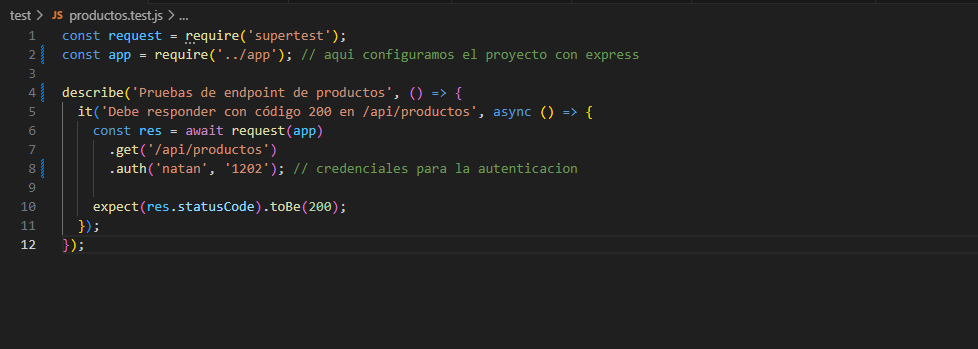 test > JS productos.test.js > ...
1 const request = require('supertest');
2 const app = require('../app'); // aqui configuramos el proyecto con express
3
4 describe('Pruebas de endpoint de productos', () => {
5 it('Debe responder con código 200 en /api/productos', async () => {
6 const res = await request(app)
7 .get('/api/productos')
8 .auth('natan', '1202'); // credenciales para la autenticacion
9
10 expect(res.statusCode).toBe(200);
11 });
12 });